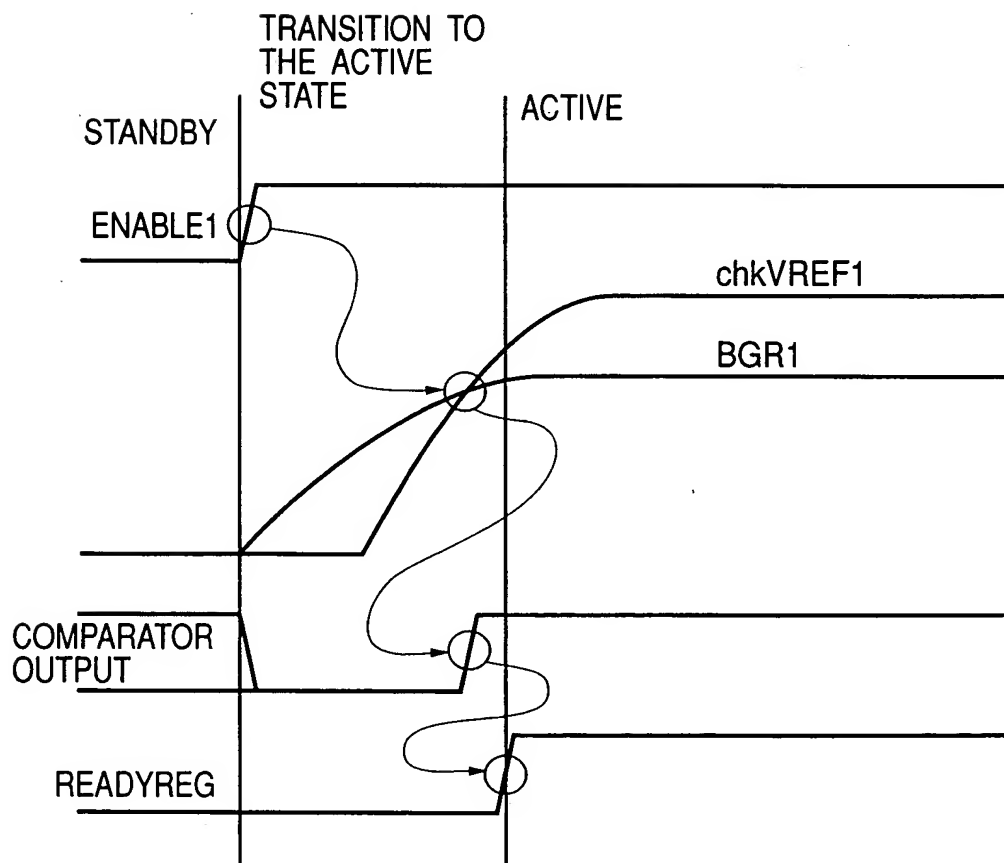 TRANSITION TO
THE ACTIVE
STATE
ACTIVE
STANDBY
ENABLE1
chkVREF1
BGR1
COMPARATOR
OUTPUT
READYREG